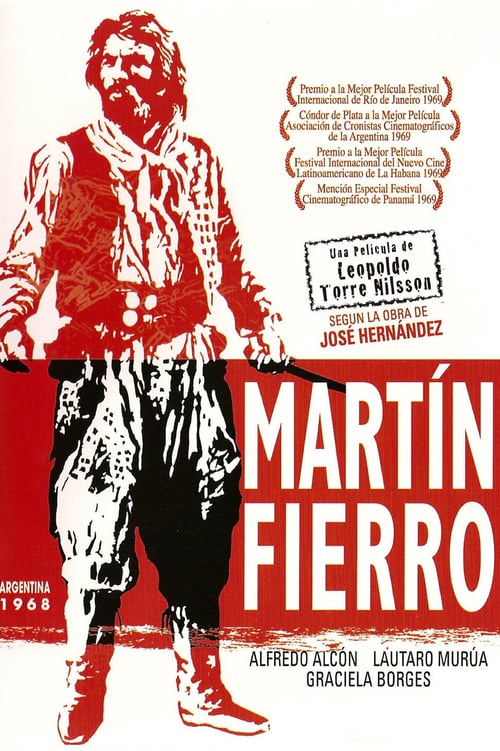 Premio a la Mejor Película Festival
Internacional de Río de Janeiro 1969
Cóndor de Plata a la Mejor Película
Asociación de Cronistas Cinematográficos
de la Argentina 1969
Premio a la Mejor Película
Festival Internacional del Nuevo Cine
Latinoamericano de La Habana 1969
Mención Especial Festival
Cinematográfico de Panamá 1969
Una Película de
Leopoldo
Torre Nilsson
SEGUN LA OBRA DE
JOSÉ HERNÁNDEZ
MARTÍN
FIERRO
ARGENTINA
1968
ALFREDO ALCÓN LAUTARO MURÚA
GRACIELA BORGES